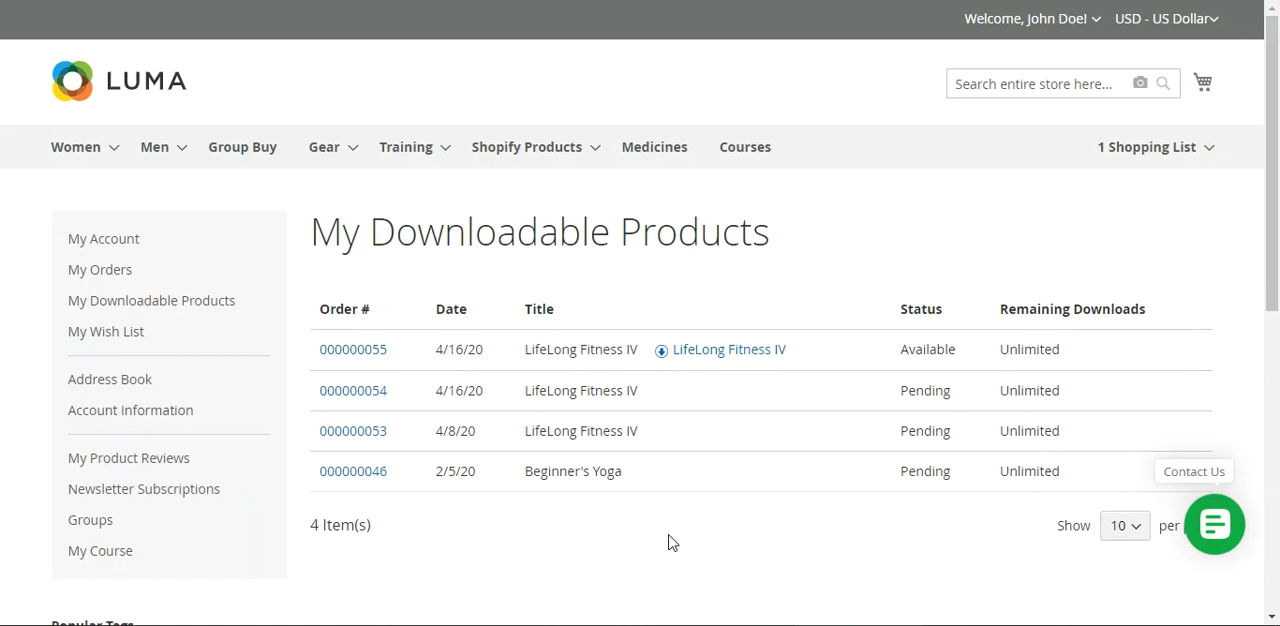 Welcome, John Doe! USD - US Dollar
LUMA
Search entire store here...
Women Men Group Buy Gear Training Shopify Products Medicines Courses 1 Shopping List
My Account
My Orders
My Downloadable Products
My Wish List
Address Book
Account Information
My Product Reviews
Newsletter Subscriptions
Groups
My Course
My Downloadable Products
Order # Date Title Status Remaining Downloads
000000055 4/16/20 LifeLong Fitness IV LifeLong Fitness IV Available Unlimited
000000054 4/16/20 LifeLong Fitness IV Pending Unlimited
000000053 4/8/20 LifeLong Fitness IV Pending Unlimited
000000046 2/5/20 Beginner's Yoga Pending Unlimited
4 Item(s)
Show 10 per
Contact Us
Popular Tags